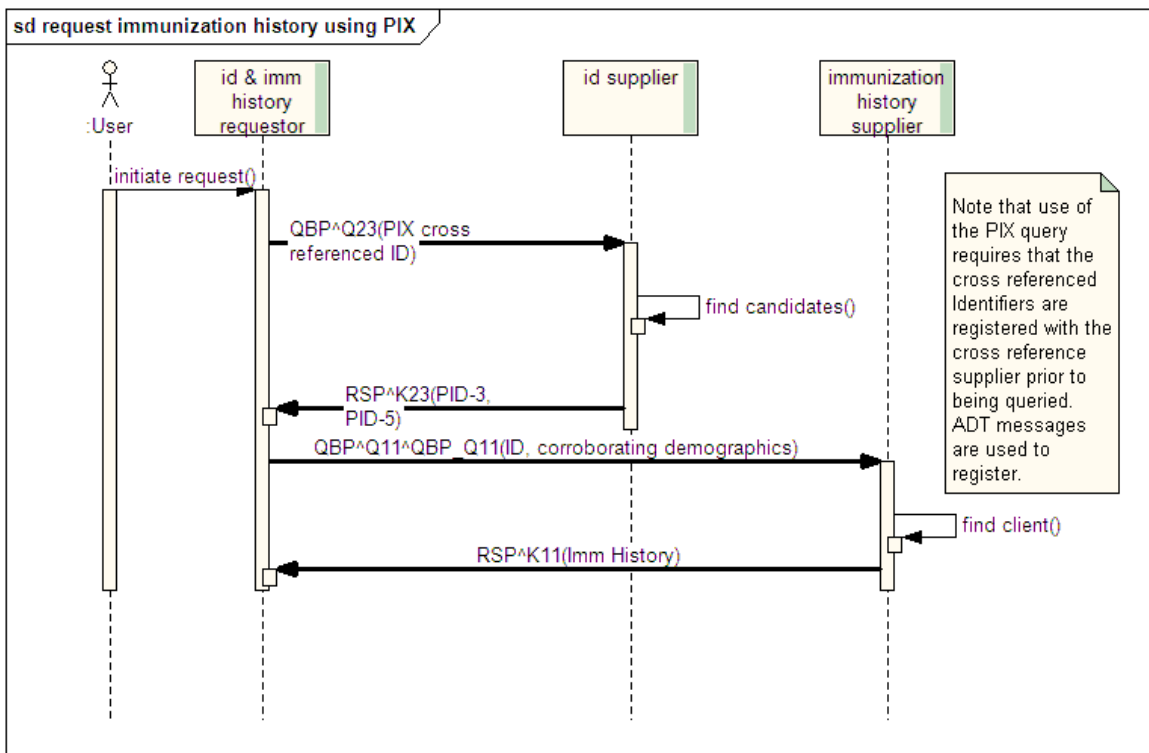 sd request immunization history using PIX
:User
id & imm
history
requestor
id supplier
immunization
history
supplier
initiate request()
QBP^Q23(PIX cross
referenced ID)
find candidates()
RSP^K23(PID-3,
PID-5)
QBP^Q11^QBP_Q11(ID, corroborating demographics)
find client()
RSP^K11(Imm History)
Note that use of
the PIX query
requires that the
cross referenced
Identifiers are
registered with the
cross reference
supplier prior to
being queried.
ADT messages
are used to
register.